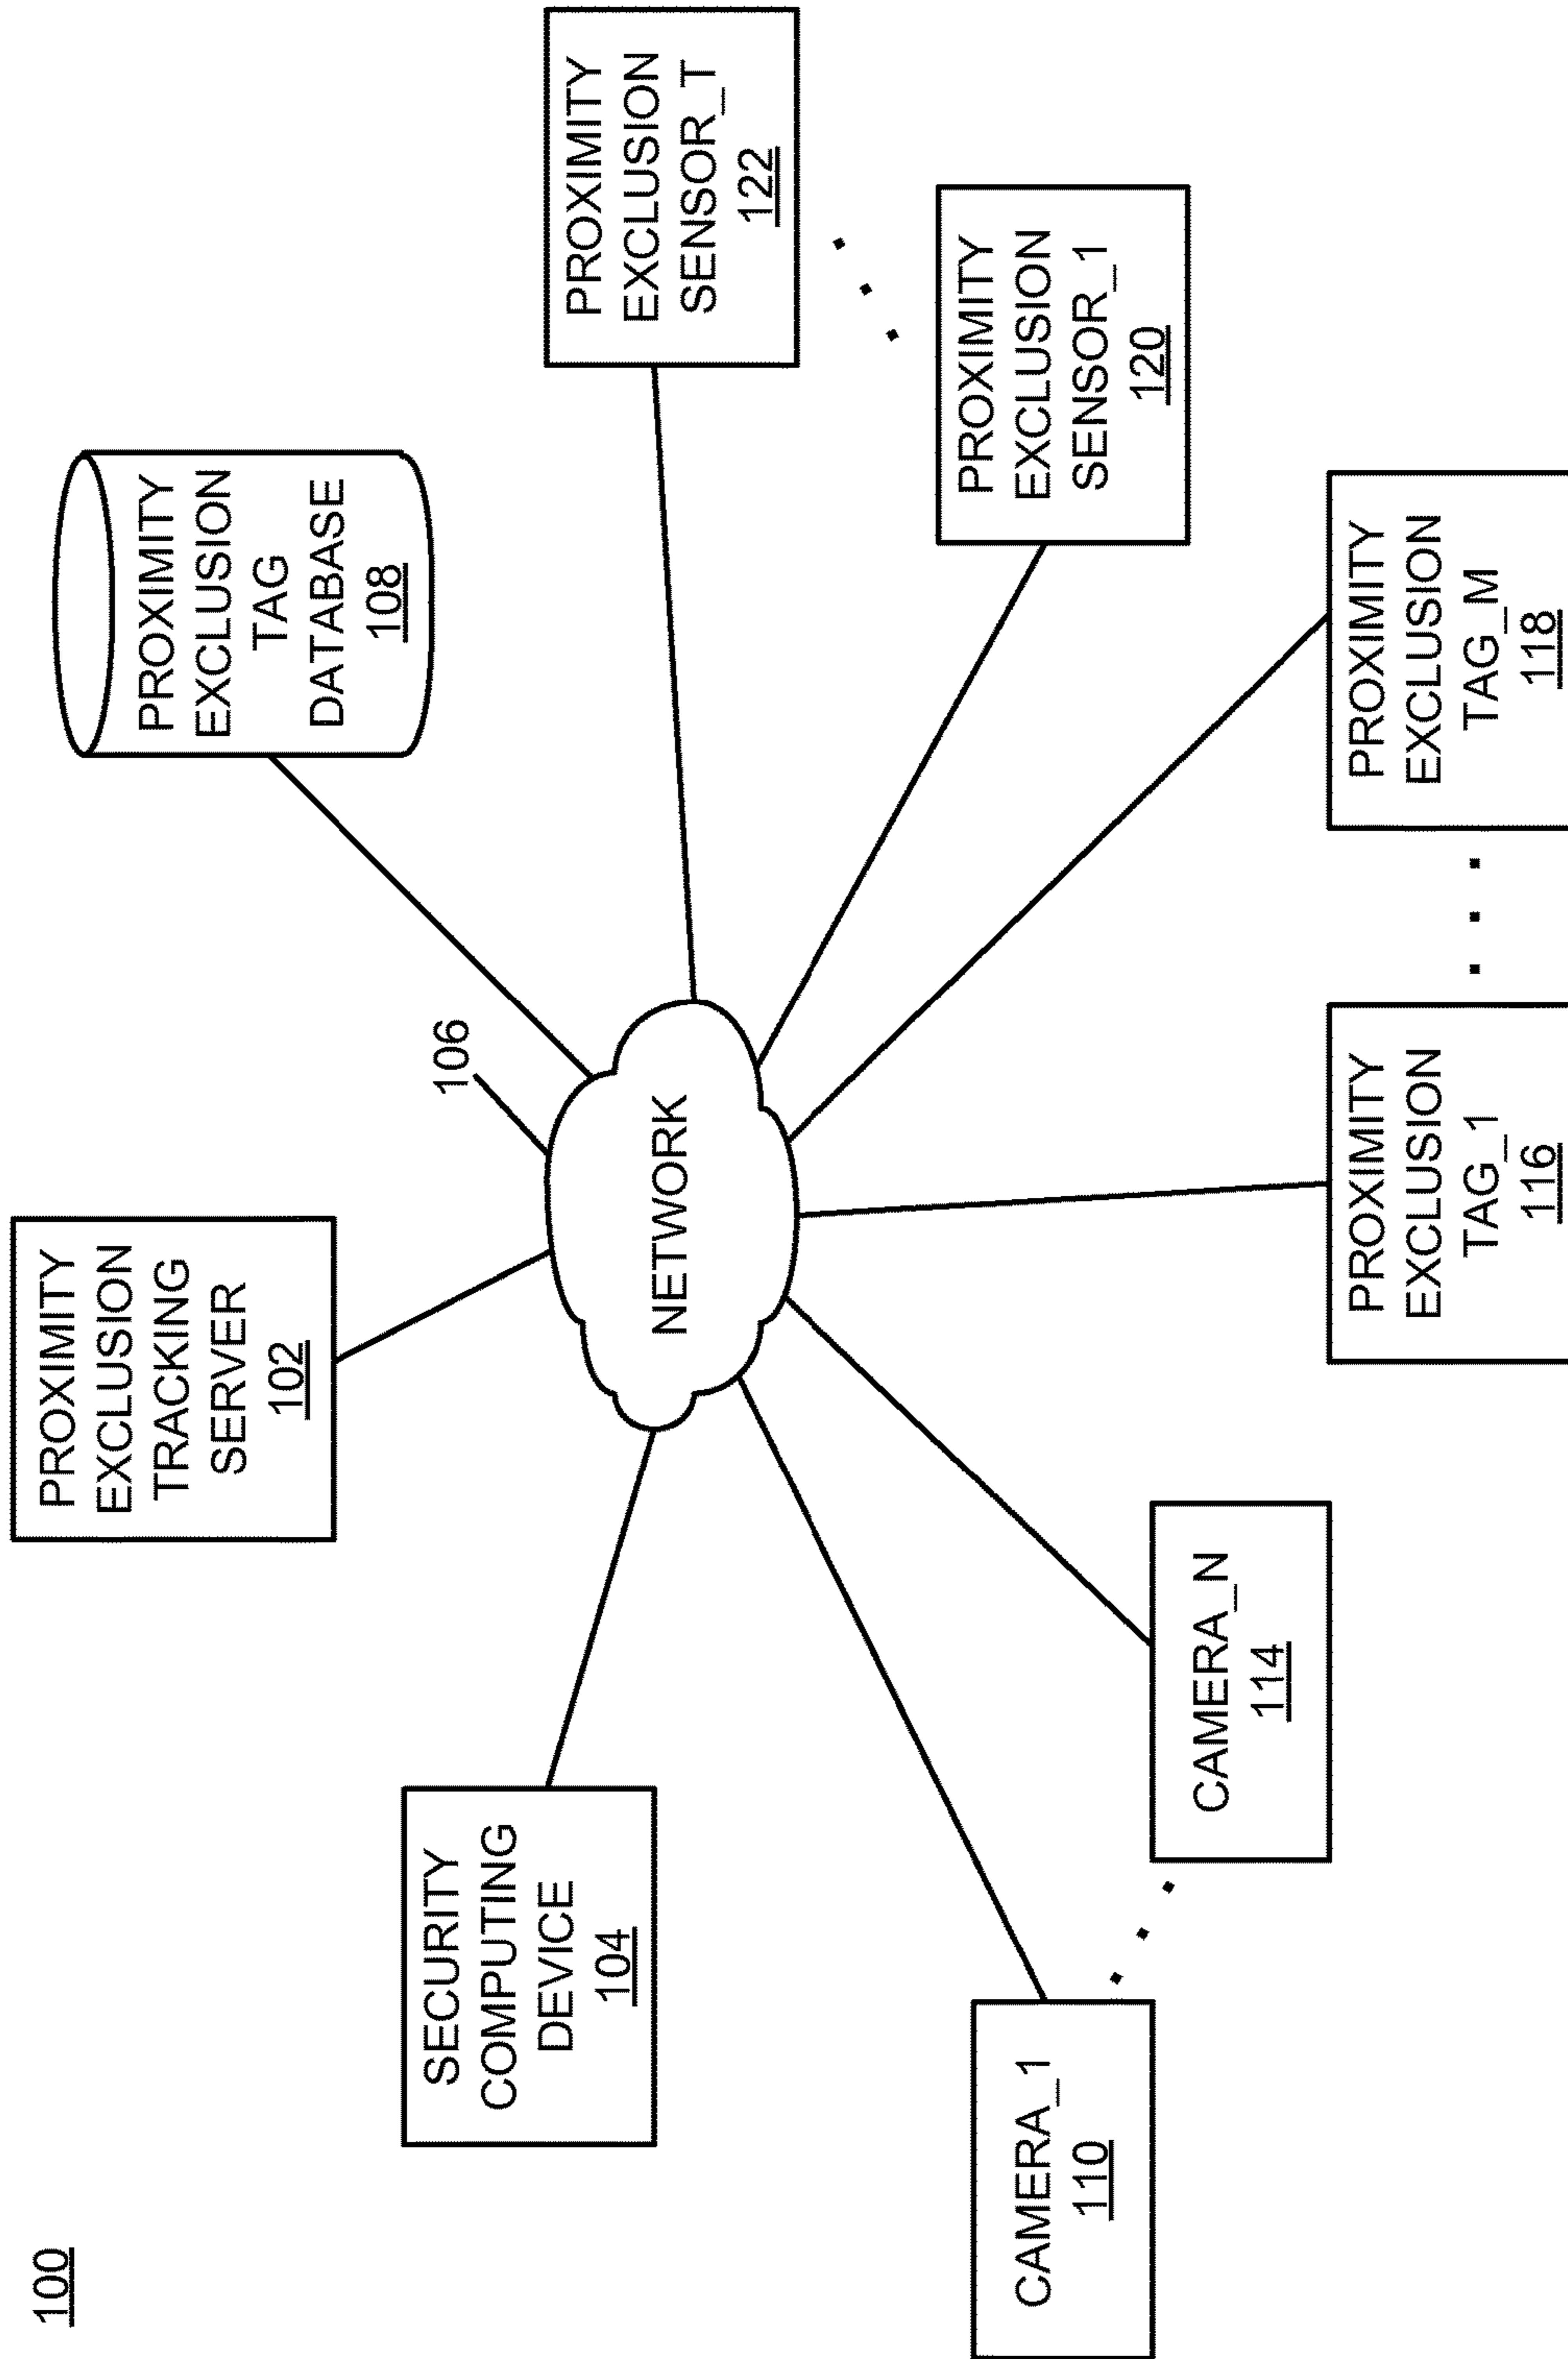 100
PROXIMITY
EXCLUSION
TRACKING
SERVER
102
SECURITY
COMPUTING
DEVICE
104
106
NETWORK
PROXIMITY
EXCLUSION
TAG
DATABASE
108
PROXIMITY
EXCLUSION
SENSOR_T
122
PROXIMITY
EXCLUSION
SENSOR_1
120
CAMERA_1
110
CAMERA_N
114
PROXIMITY
EXCLUSION
TAG_1
116
PROXIMITY
EXCLUSION
TAG_M
118